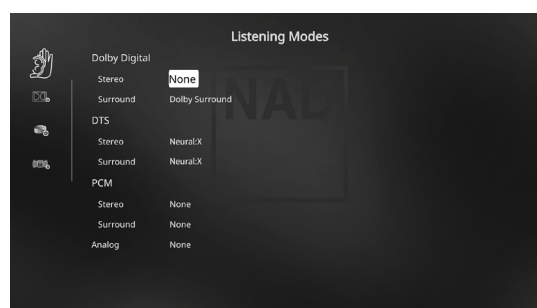 Listening Modes
Dolby Digital
Stereo None
Surround Dolby Surround
NAD
DTS
Stereo Neural:X
Surround Neural:X
PCM
Stereo None
Surround None
Analog None